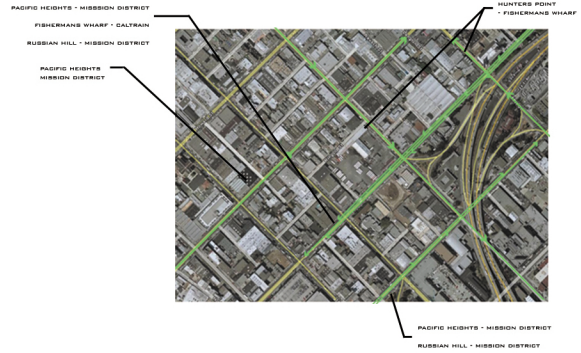 PACIFIC HEIGHTS - MISSSION DISTRICT
FISHERMANS WHARF - CALTRAIN
RUSSIAN HILL - MISSION DISTRICT
PACIFIC HEIGHTS
MISSION DISTRICT
HUNTERS POINT
- FISHERMANS WHARF
PACIFIC HEIGHTS - MISSION DISTRICT
RUSSIAN HILL - MISSION DISTRICT